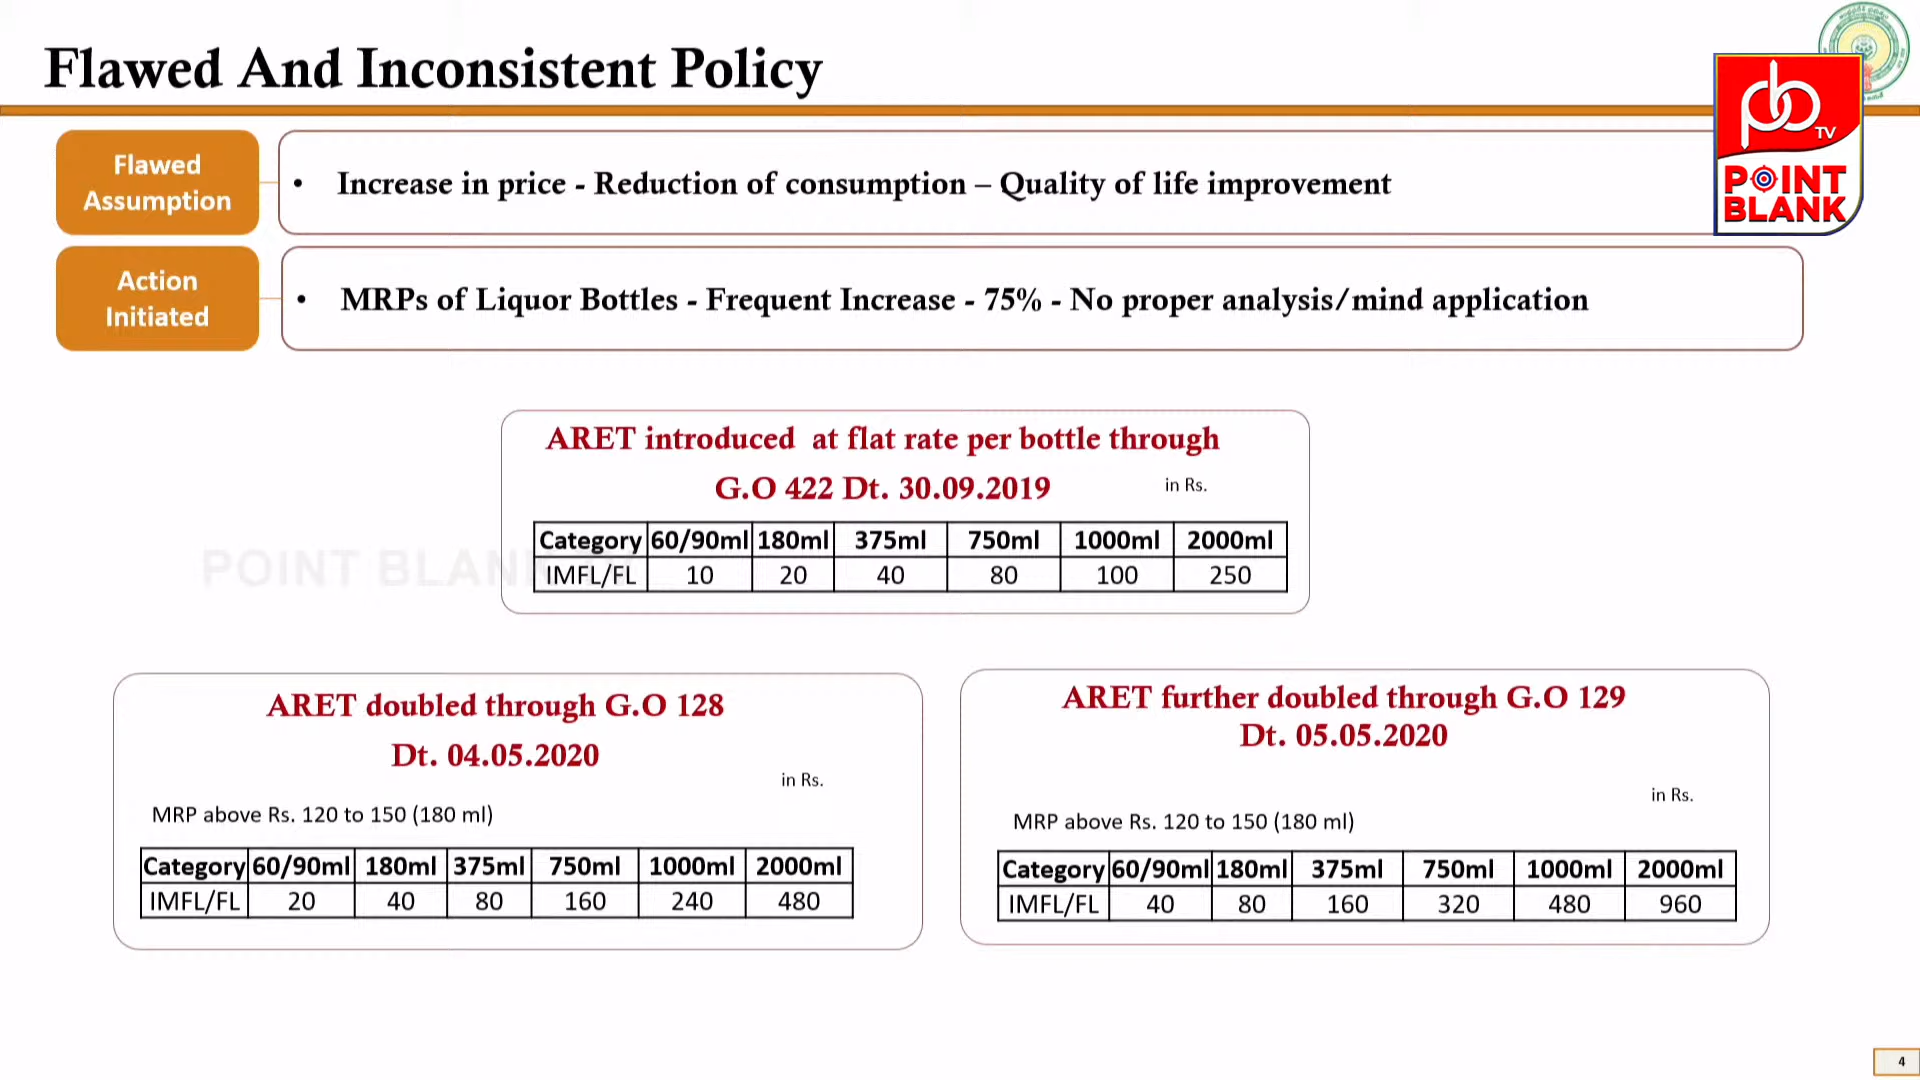 Flawed And Inconsistent Policy
TV
POINT
BLANK
Flawed
Assumption
• Increase in price - Reduction of consumption – Quality of life improvement
Action
Initiated
• MRPs of Liquor Bottles - Frequent Increase - 75% - No proper analysis/mind application
ARET introduced at flat rate per bottle through
G.O 422 Dt. 30.09.2019 in Rs.
Category 60/90ml 180ml 375ml 750ml 1000ml 2000ml
IMFL/FL 10 20 40 80 100 250
POINT BLANK
ARET doubled through G.O 128
Dt. 04.05.2020
in Rs.
MRP above Rs. 120 to 150 (180 ml)
Category 60/90ml 180ml 375ml 750ml 1000ml 2000ml
IMFL/FL 20 40 80 160 240 480
ARET further doubled through G.O 129
Dt. 05.05.2020
in Rs.
MRP above Rs. 120 to 150 (180 ml)
Category 60/90ml 180ml 375ml 750ml 1000ml 2000ml
IMFL/FL 40 80 160 320 480 960
4